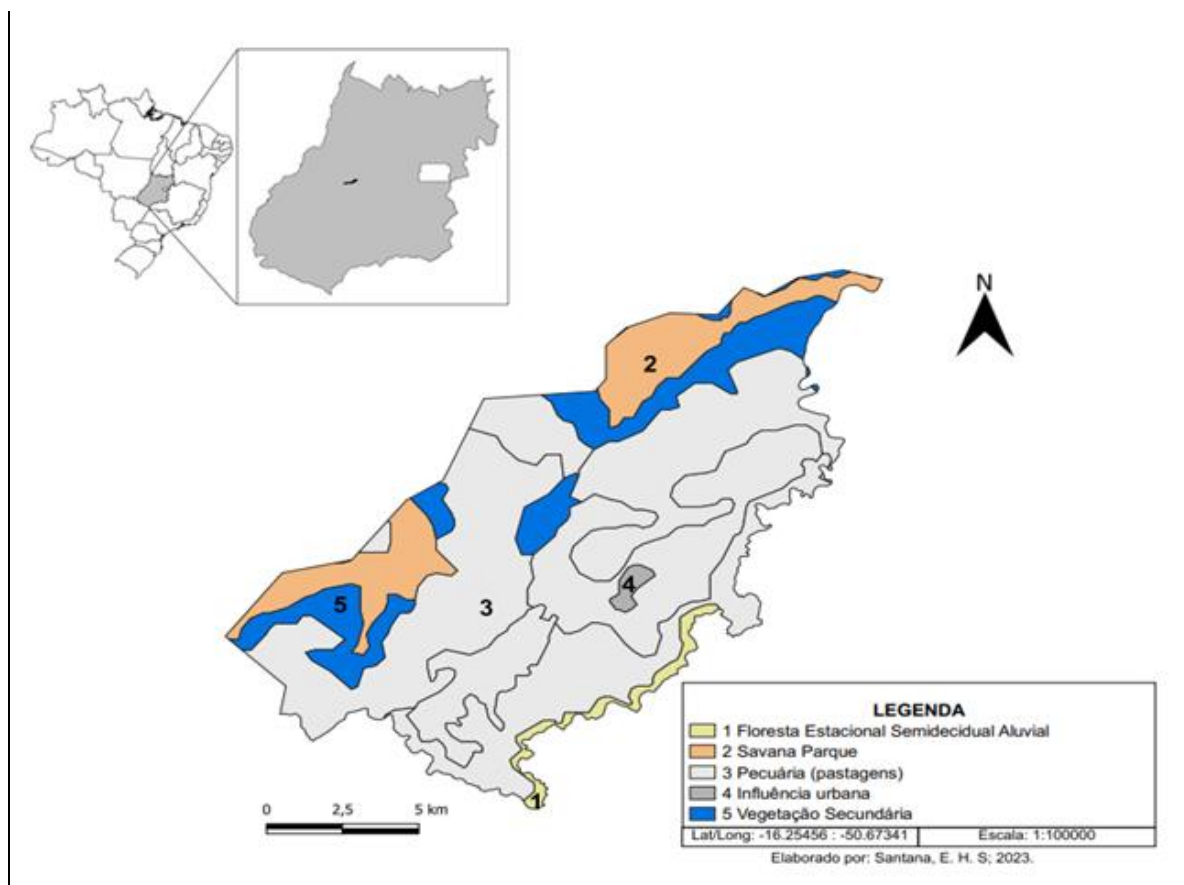 N
2
5
3
4
1
0 2,5 5 km
LEGENDA
1 Floresta Estacional Semidecidual Aluvial
2 Savana Parque
3 Pecuária (pastagens)
4 Influência urbana
5 Vegetação Secundária
Lat/Long: -16.25456 : -50.67341 Escala: 1:100000
Elaborado por: Santana, E. H. S; 2023.